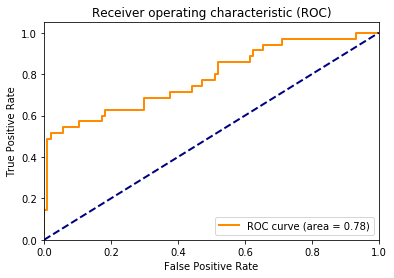 Receiver operating characteristic (ROC)
True Positive Rate
1.0
0.8
0.6
0.4
0.2
0.0
ROC curve (area = 0.78)
0.0 0.2 0.4 0.6 0.8 1.0
False Positive Rate